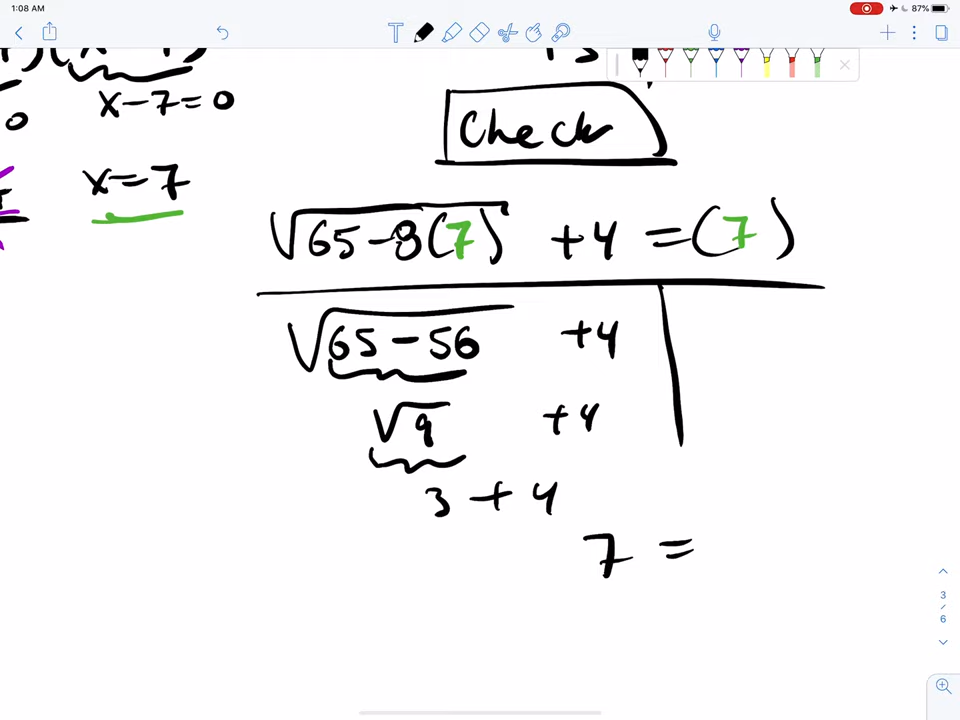 1:08 AM
87%
x-7=0
0
Check
x=7
√65-8(7) +4 =(7)
√65-56 +4
√9 +4
3+4
7 =
3
/
6